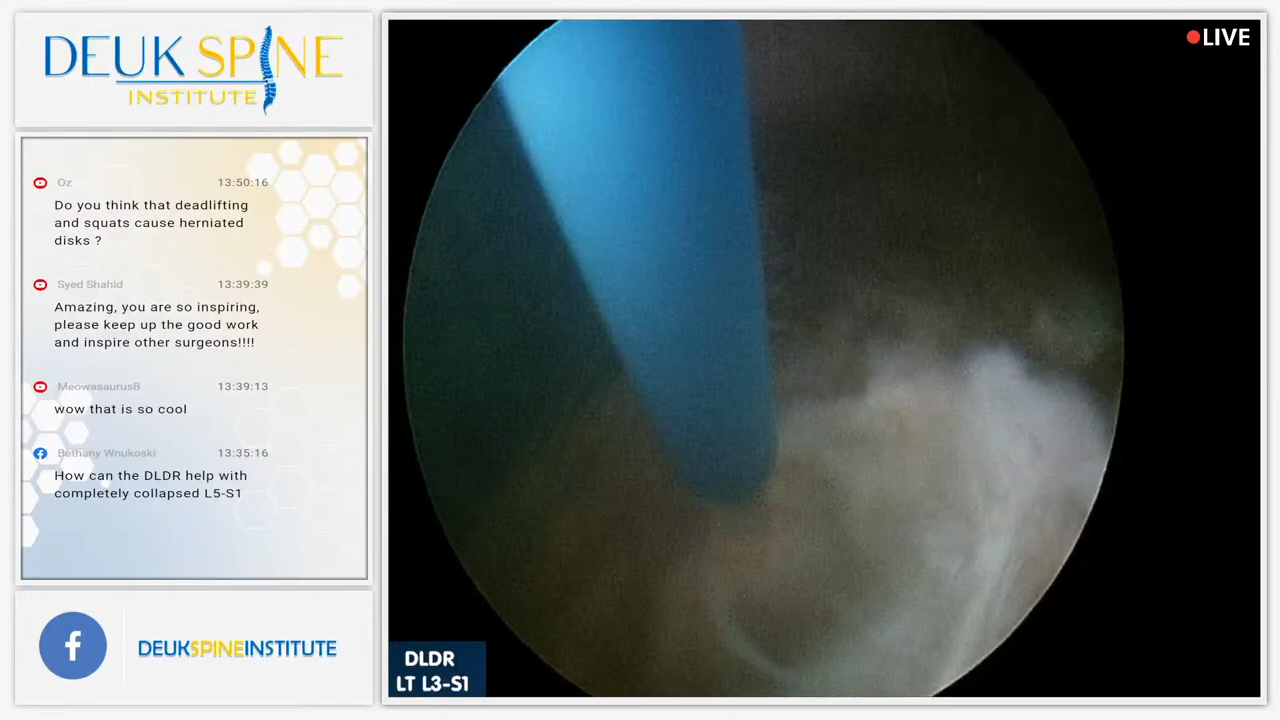 DEUK SPINE
INSTITUTE
Oz 13:50:16
Do you think that deadlifting
and squats cause herniated
disks ?
Syed Shahid 13:39:39
Amazing, you are so inspiring,
please keep up the good work
and inspire other surgeons!!!!
MeowasaurusB 13:39:13
wow that is so cool
Bethany Wnukoski 13:35:16
How can the DLDR help with
completely collapsed L5-S1
DEUKSPINEINSTITUTE
LIVE
DLDR
LT L3-S1